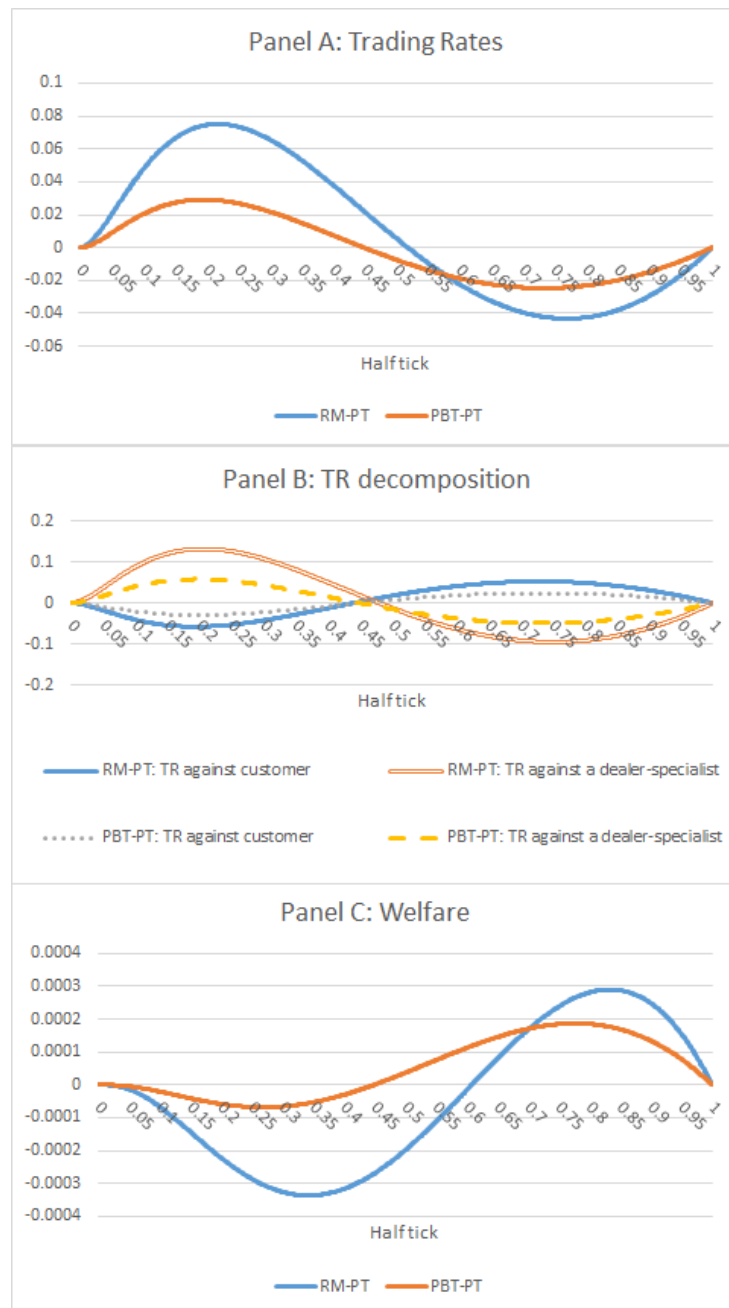 Panel A: Trading Rates
0.1
0.08
0.06
0.04
0.02
0
-0.02
-0.04
-0.06
0 0.05 0.1 0.15 0.2 0.25 0.3 0.35 0.4 0.45 0.5 0.55 0.6 0.65 0.7 0.75 0.8 0.85 0.9 0.95 1
Half tick
RM-PT PBT-PT
Panel B: TR decomposition
0.2
0.1
0
-0.1
-0.2
0 0.05 0.1 0.15 0.2 0.25 0.3 0.35 0.4 0.45 0.5 0.55 0.6 0.65 0.7 0.75 0.8 0.85 0.9 0.95 1
Half tick
RM-PT: TR against customer RM-PT: TR against a dealer-specialist
PBT-PT: TR against customer PBT-PT: TR against a dealer-specialist
Panel C: Welfare
0.0004
0.0003
0.0002
0.0001
0
-0.0001
-0.0002
-0.0003
-0.0004
0 0.05 0.1 0.15 0.2 0.25 0.3 0.35 0.4 0.45 0.5 0.55 0.6 0.65 0.7 0.75 0.8 0.85 0.9 0.95 1
Half tick
RM-PT PBT-PT